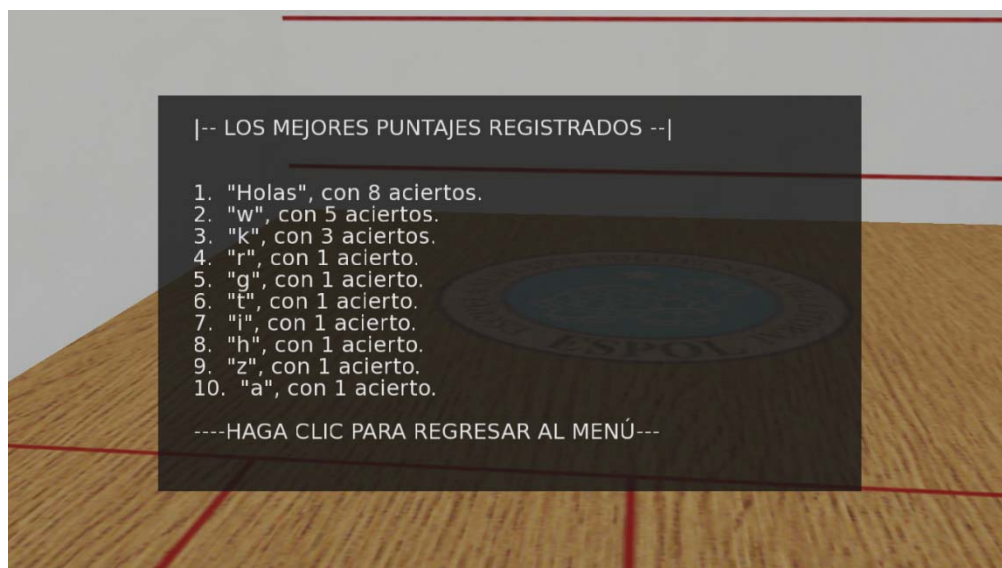 |-- LOS MEJORES PUNTAJES REGISTRADOS --|
1. "Holas", con 8 aciertos.
2. "w", con 5 aciertos.
3. "k", con 3 aciertos.
4. "r", con 1 acierto.
5. "g", con 1 acierto.
6. "t", con 1 acierto.
7. "i", con 1 acierto.
8. "h", con 1 acierto.
9. "z", con 1 acierto.
10. "a", con 1 acierto.
----HAGA CLIC PARA REGRESAR AL MENÚ---
ESPOL